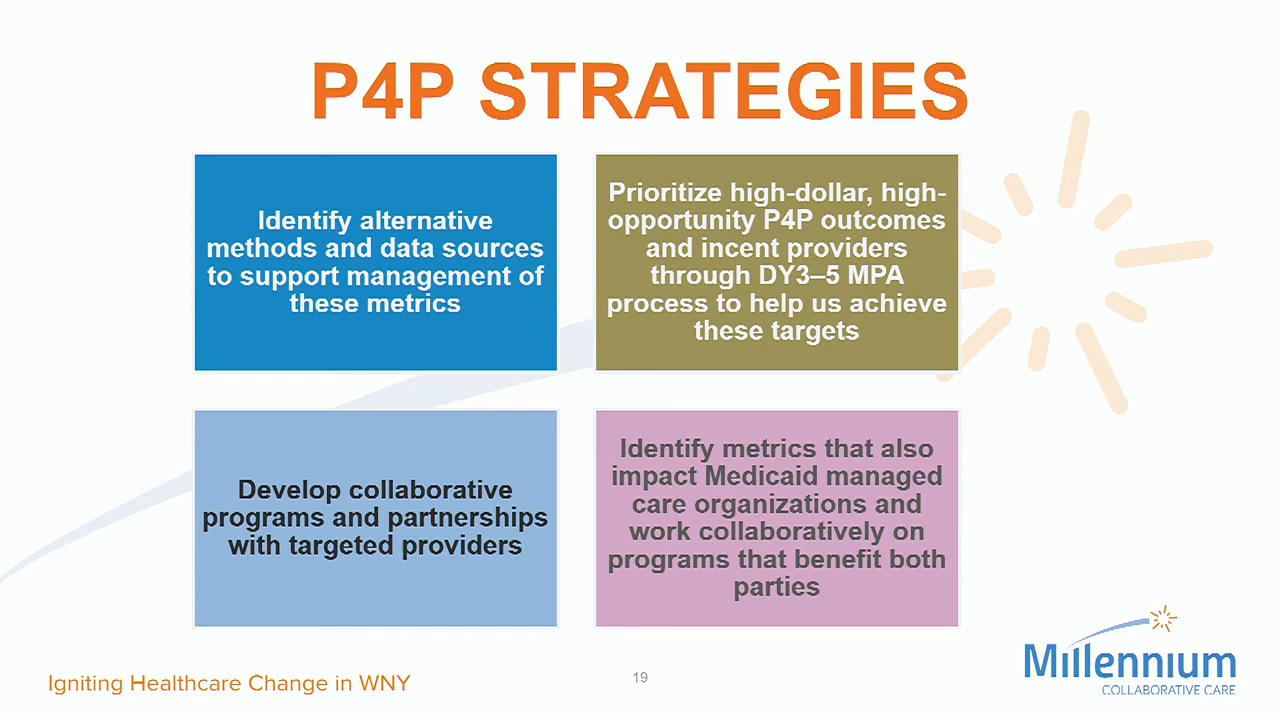 P4P STRATEGIES
Identify alternative
methods and data sources
to support management of
these metrics
Prioritize high-dollar, high-
opportunity P4P outcomes
and incent providers
through DY3–5 MPA
process to help us achieve
these targets
Develop collaborative
programs and partnerships
with targeted providers
Identify metrics that also
impact Medicaid managed
care organizations and
work collaboratively on
programs that benefit both
parties
Igniting Healthcare Change in WNY
19
Millennium
COLLABORATIVE CARE